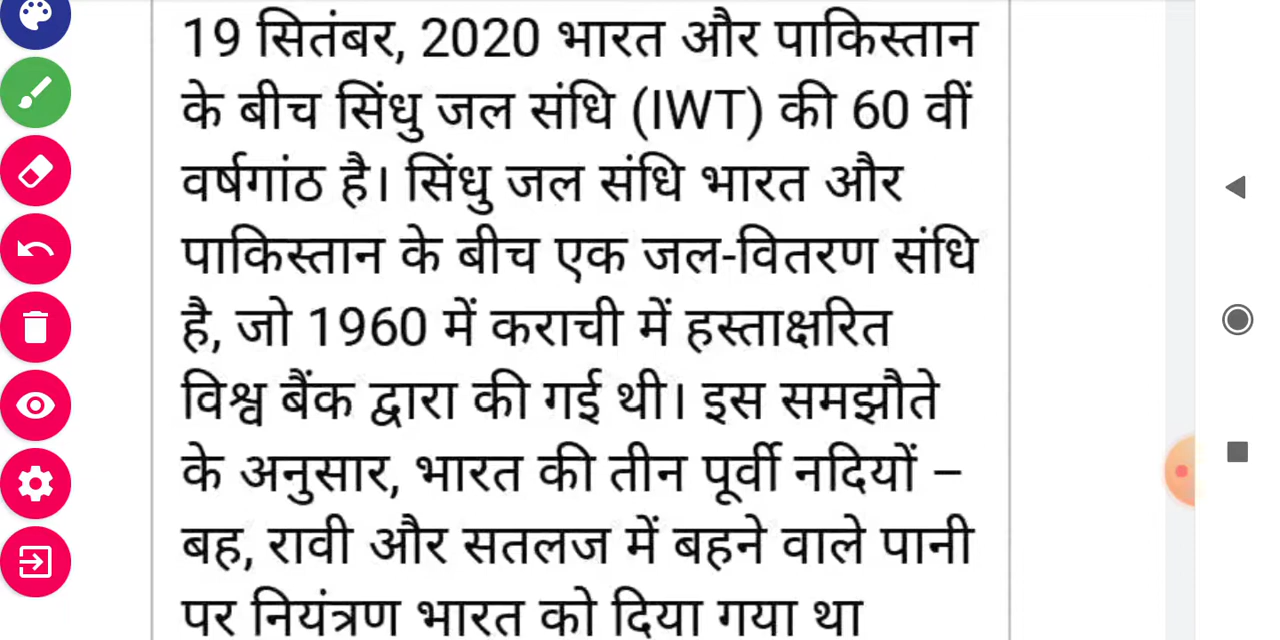 19 सितंबर, 2020 भारत और पाकिस्तान
के बीच सिंधु जल संधि (IWT) की 60 वीं
वर्षगांठ है। सिंधु जल संधि भारत और
पाकिस्तान के बीच एक जल-वितरण संधि
है, जो 1960 में कराची में हस्ताक्षरित
विश्व बैंक द्वारा की गई थी। इस समझौते
के अनुसार, भारत की तीन पूर्वी नदियों –
बह, रावी और सतलज में बहने वाले पानी
पर नियंत्रण भारत को दिया गया था